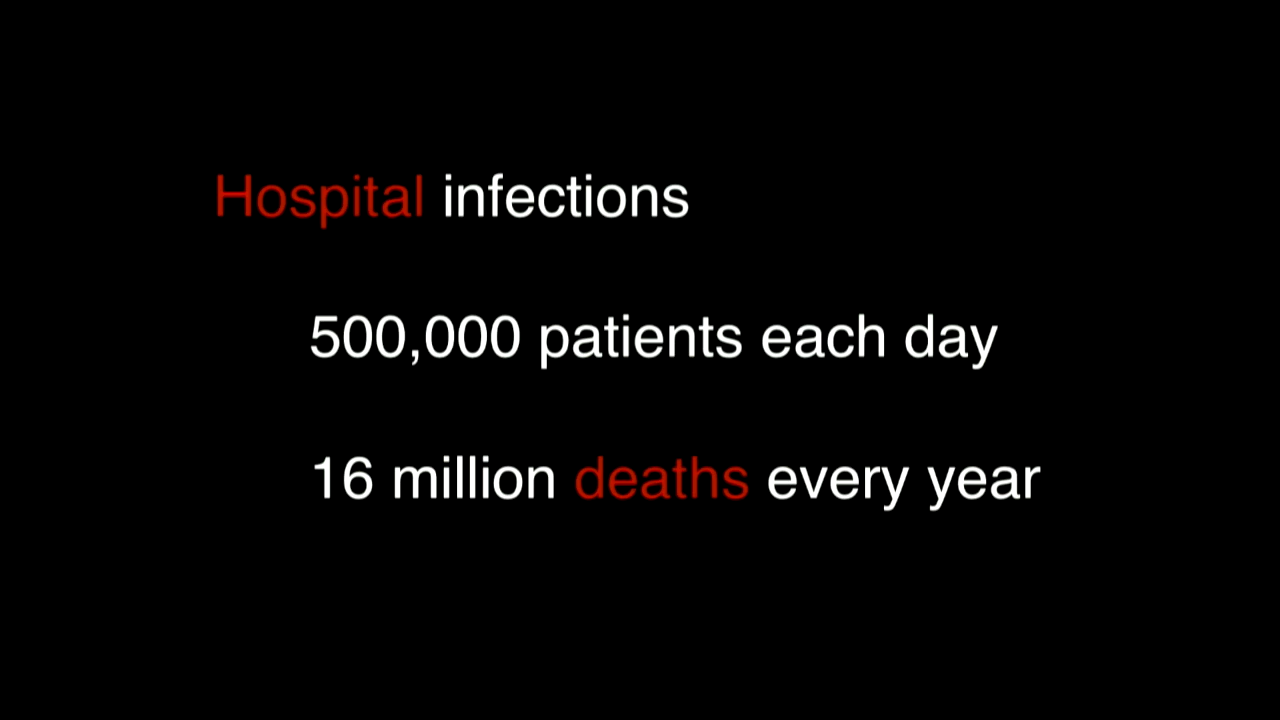 Hospital infections
500,000 patients each day
16 million deaths every year